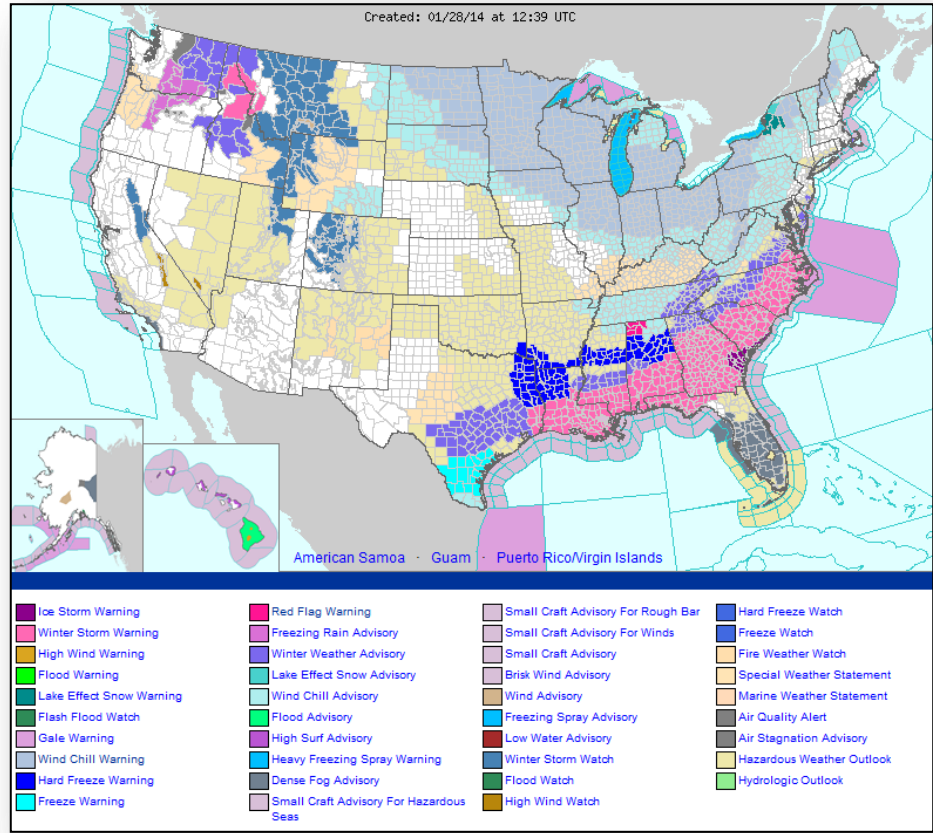 Created: 01/28/14 at 12:39 UTC
American Samoa - Guam - Puerto Rico/Virgin Islands
Ice Storm Warning
Winter Storm Warning
High Wind Warning
Flood Warning
Lake Effect Snow Warning
Flash Flood Watch
Gale Warning
Wind Chill Warning
Hard Freeze Warning
Freeze Warning
Red Flag Warning
Freezing Rain Advisory
Winter Weather Advisory
Lake Effect Snow Advisory
Wind Chill Advisory
Flood Advisory
High Surf Advisory
Heavy Freezing Spray Warning
Dense Fog Advisory
Small Craft Advisory For Hazardous
Seas
Small Craft Advisory For Rough Bar
Small Craft Advisory For Winds
Small Craft Advisory
Brisk Wind Advisory
Wind Advisory
Freezing Spray Advisory
Low Water Advisory
Winter Storm Watch
Flood Watch
High Wind Watch
Hard Freeze Watch
Freeze Watch
Fire Weather Watch
Special Weather Statement
Marine Weather Statement
Air Quality Alert
Air Stagnation Advisory
Hazardous Weather Outlook
Hydrologic Outlook